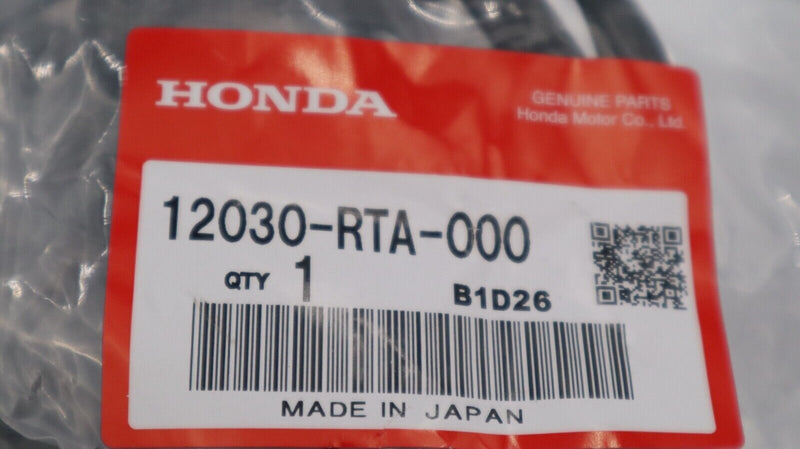 HONDA
GENUINE PARTS
Honda Motor Co., Ltd.
12030-RTA-000
QTY 1
B1D26
MADE IN JAPAN